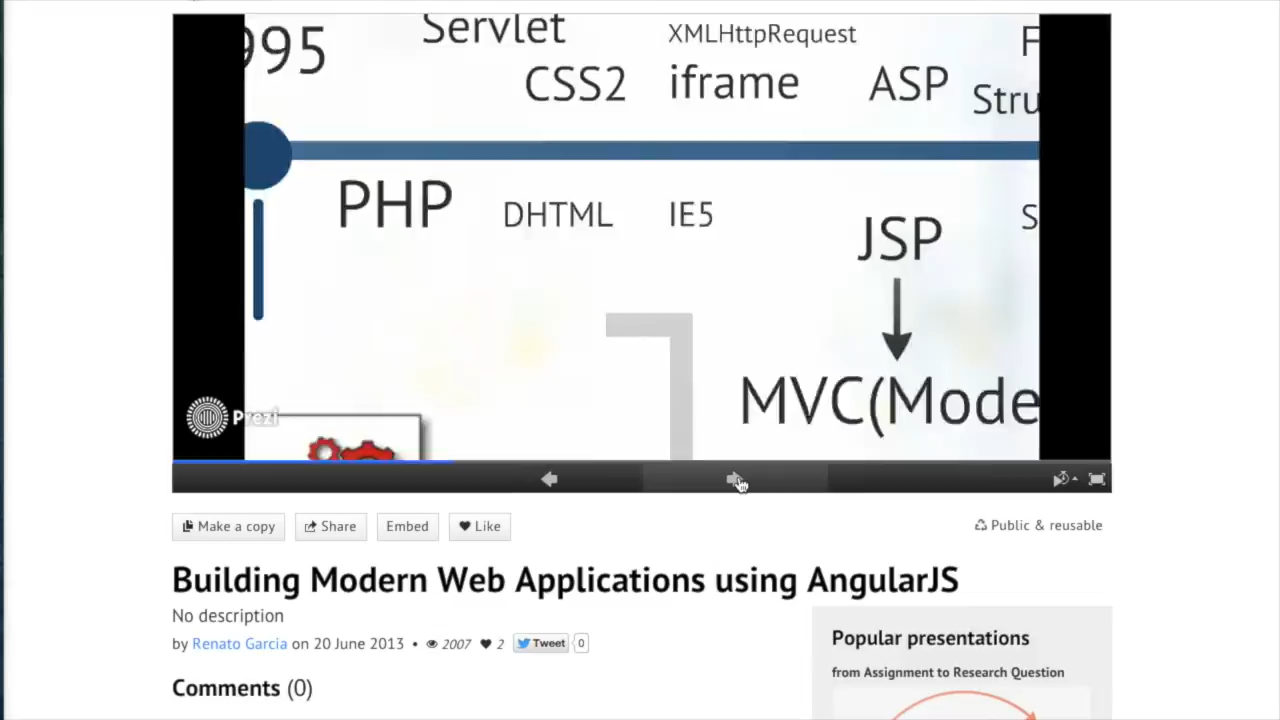 995
Servlet
XMLHttpRequest
CSS2
iframe
ASP
F
Stru
PHP
DHTML
IE5
JSP
S
MVC(Mode
Prezi
Make a copy
Share
Embed
Like
Public & reusable
Building Modern Web Applications using AngularJS
No description
by Renato Garcia on 20 June 2013 • 2007 2 Tweet 0
Popular presentations
from Assignment to Research Question
Comments (0)